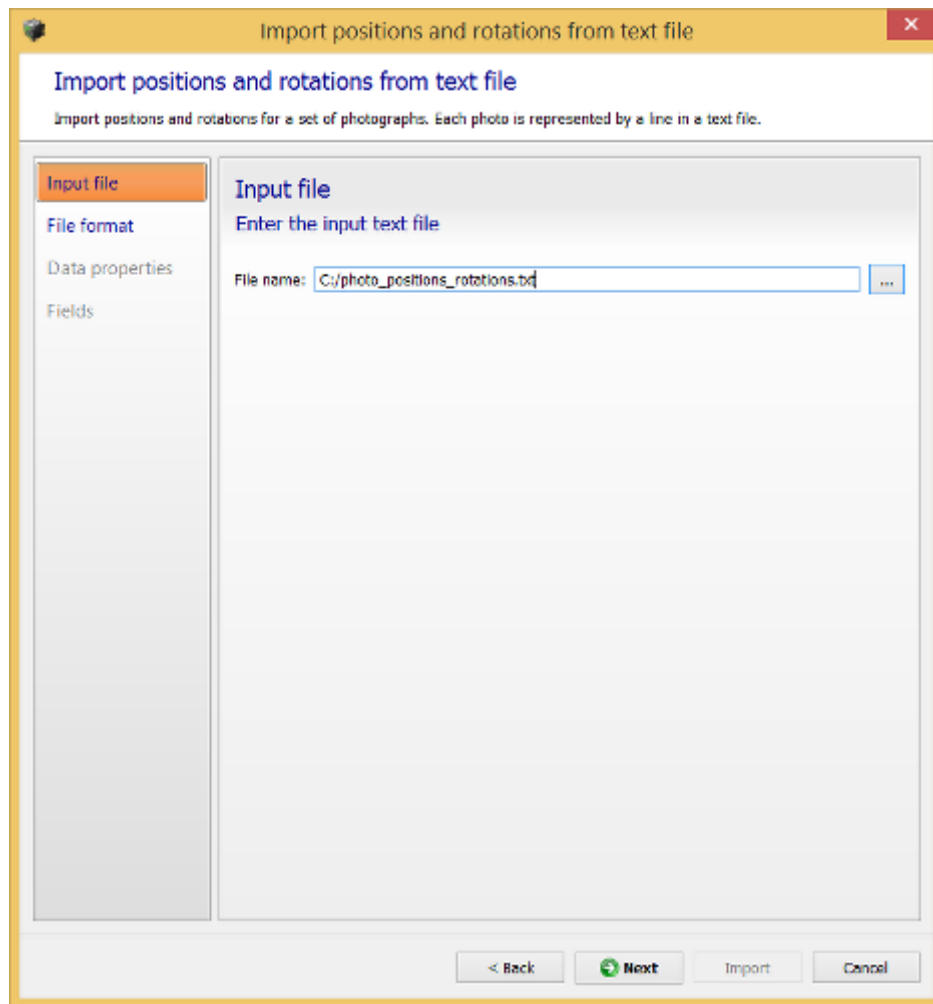 Import positions and rotations from text file
Import positions and rotations from text file
Import positions and rotations for a set of photographs. Each photo is represented by a line in a text file.
Input file
File format
Data properties
Fields
Input file
Enter the input text file
File name: C:/photo_positions_rotations.txt ...
< Back Next Import Cancel